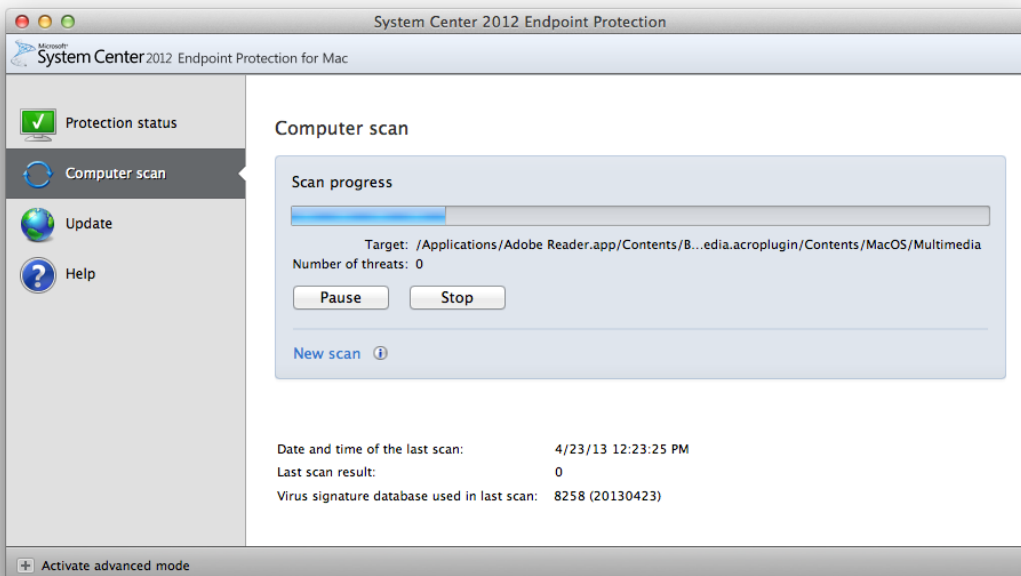 System Center 2012 Endpoint Protection
Microsoft®
System Center 2012 Endpoint Protection for Mac
Protection status
Computer scan
Update
Help
Computer scan
Scan progress
Target: /Applications/Adobe Reader.app/Contents/B...edia.acroplugin/Contents/MacOS/Multimedia
Number of threats: 0
Pause Stop
New scan
Date and time of the last scan: 4/23/13 12:23:25 PM
Last scan result: 0
Virus signature database used in last scan: 8258 (20130423)
Activate advanced mode